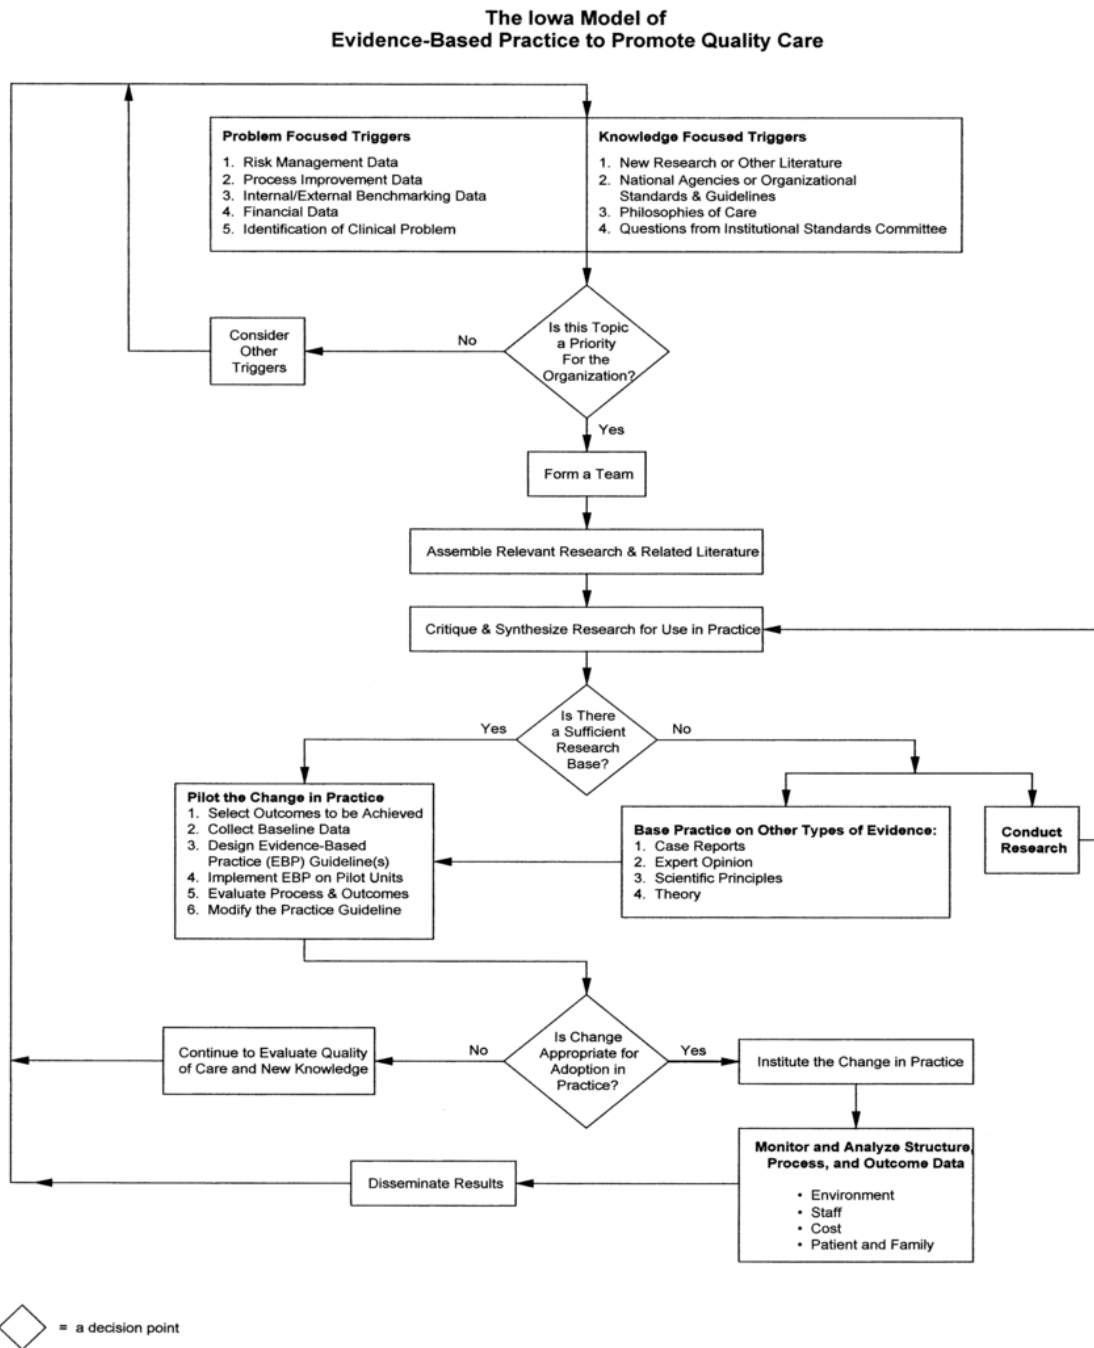 The Iowa Model of
Evidence-Based Practice to Promote Quality Care
Problem Focused Triggers
1. Risk Management Data
2. Process Improvement Data
3. Internal/External Benchmarking Data
4. Financial Data
5. Identification of Clinical Problem
Knowledge Focused Triggers
1. New Research or Other Literature
2. National Agencies or Organizational
Standards & Guidelines
3. Philosophies of Care
4. Questions from Institutional Standards Committee
Consider
Other
Triggers
No
Is this Topic
a Priority
For the
Organization?
Yes
Form a Team
Assemble Relevant Research & Related Literature
Critique & Synthesize Research for Use in Practice
Yes
Is There
a Sufficient
Research
Base?
No
Pilot the Change in Practice
1. Select Outcomes to be Achieved
2. Collect Baseline Data
3. Design Evidence-Based
Practice (EBP) Guideline(s)
4. Implement EBP on Pilot Units
5. Evaluate Process & Outcomes
6. Modify the Practice Guideline
Base Practice on Other Types of Evidence:
1. Case Reports
2. Expert Opinion
3. Scientific Principles
4. Theory
Conduct
Research
Continue to Evaluate Quality
of Care and New Knowledge
No
Is Change
Appropriate for
Adoption in
Practice?
Yes
Institute the Change in Practice
Monitor and Analyze Structure,
Process, and Outcome Data
• Environment
• Staff
• Cost
• Patient and Family
Disseminate Results
= a decision point